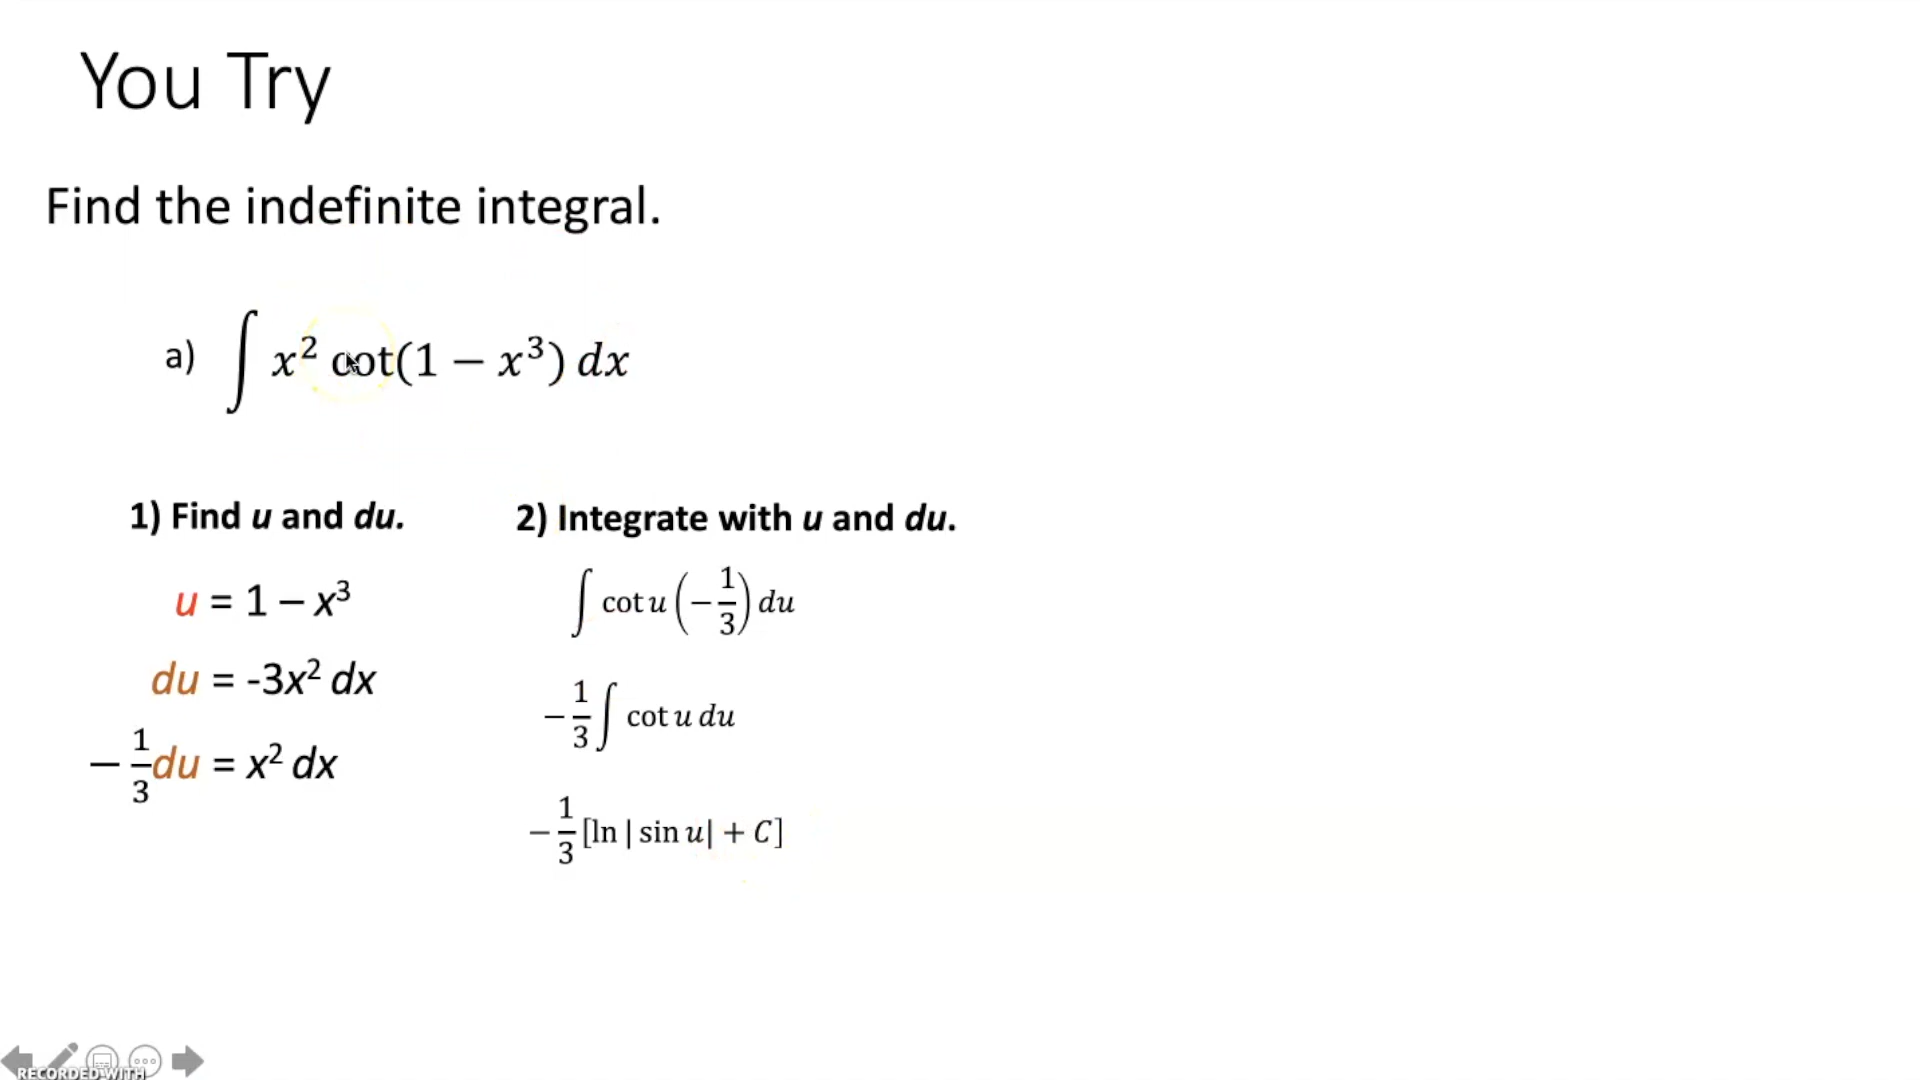 You Try
Find the indefinite integral.
a) ∫ x² cot(1 − x³) dx
1) Find u and du.
u = 1 – x³
du = -3x² dx
− 1/3 du = x² dx
2) Integrate with u and du.
∫ cot u (− 1/3) du
− 1/3 ∫ cot u du
− 1/3 [ln | sin u| + C]
RECORDED WITH